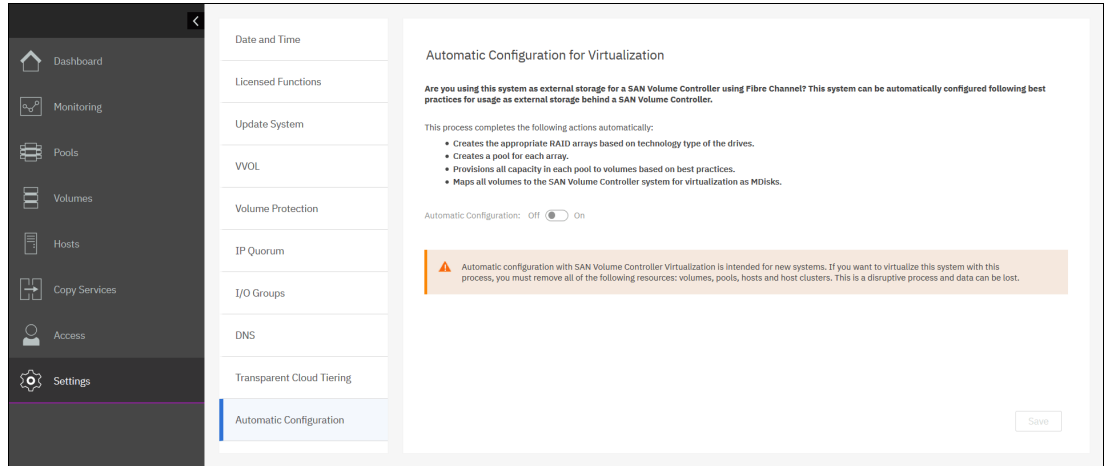 Dashboard
Monitoring
Pools
Volumes
Hosts
Copy Services
Access
Settings
Date and Time
Licensed Functions
Update System
VVOL
Volume Protection
IP Quorum
I/O Groups
DNS
Transparent Cloud Tiering
Automatic Configuration
Automatic Configuration for Virtualization
Are you using this system as external storage for a SAN Volume Controller using Fibre Channel? This system can be automatically configured following best
practices for usage as external storage behind a SAN Volume Controller.
This process completes the following actions automatically:
• Creates the appropriate RAID arrays based on technology type of the drives.
• Creates a pool for each array.
• Provisions all capacity in each pool to volumes based on best practices.
• Maps all volumes to the SAN Volume Controller system for virtualization as MDisks.
Automatic Configuration: Off On
Automatic configuration with SAN Volume Controller Virtualization is intended for new systems. If you want to virtualize this system with this
process, you must remove all of the following resources: volumes, pools, hosts and host clusters. This is a disruptive process and data can be lost.
Save